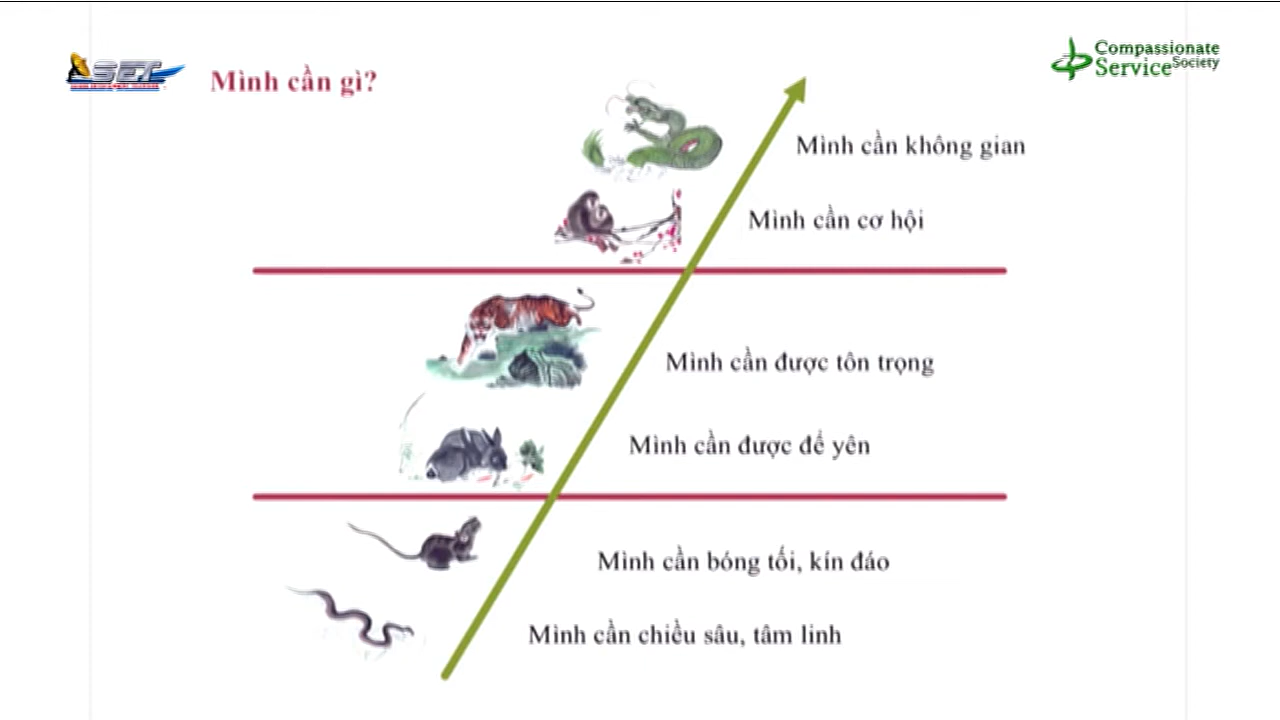 SET
Mình cần gì?
Compassionate
Service Society
Mình cần không gian
Mình cần cơ hội
Mình cần được tôn trọng
Mình cần được để yên
Mình cần bóng tối, kín đáo
Mình cần chiều sâu, tâm linh